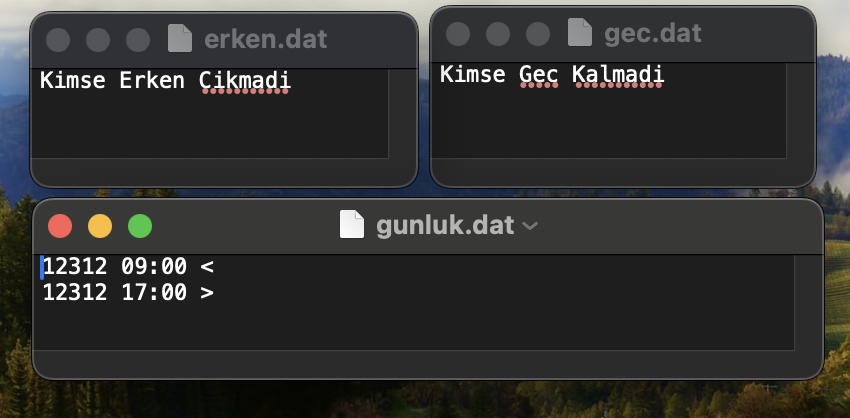 erken.dat
Kimse Erken Cikmadi
gec.dat
Kimse Gec Kalmadi
gunluk.dat
12312 09:00 <
12312 17:00 >